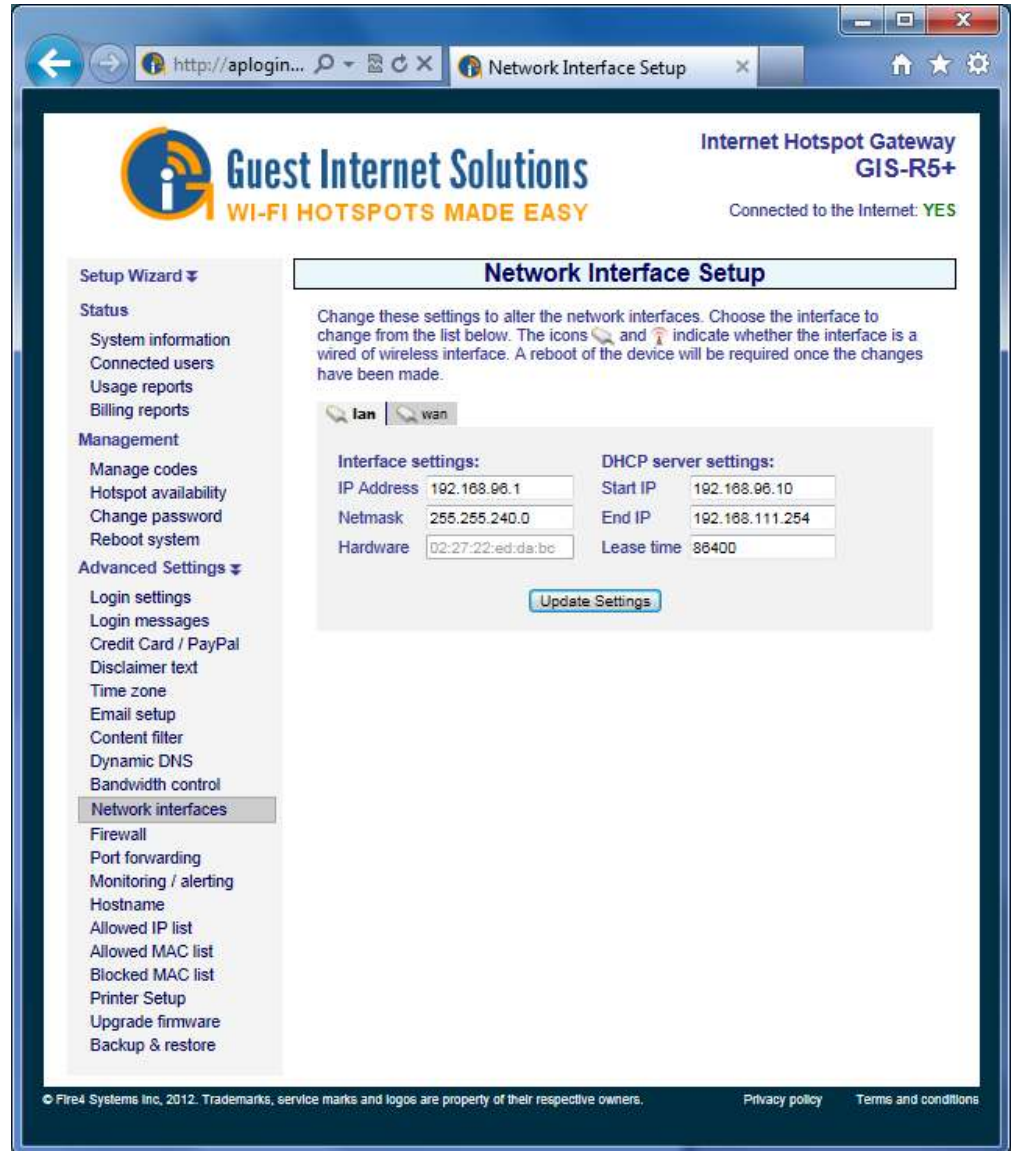 http://aplogin...
Network Interface Setup
Guest Internet Solutions
WI-FI HOTSPOTS MADE EASY
Internet Hotspot Gateway
GIS-R5+
Connected to the Internet: YES
Setup Wizard
Status
System information
Connected users
Usage reports
Billing reports
Management
Manage codes
Hotspot availability
Change password
Reboot system
Advanced Settings
Login settings
Login messages
Credit Card / PayPal
Disclaimer text
Time zone
Email setup
Content filter
Dynamic DNS
Bandwidth control
Network interfaces
Firewall
Port forwarding
Monitoring / alerting
Hostname
Allowed IP list
Allowed MAC list
Blocked MAC list
Printer Setup
Upgrade firmware
Backup & restore
Network Interface Setup
Change these settings to alter the network interfaces. Choose the interface to
change from the list below. The icons and indicate whether the interface is a
wired of wireless interface. A reboot of the device will be required once the changes
have been made.
lan wan
Interface settings: DHCP server settings:
IP Address 192.168.96.1 Start IP 192.168.96.10
Netmask 255.255.240.0 End IP 192.168.111.254
Hardware 02:27:22:ed:da:bc Lease time 86400
Update Settings
© Fire4 Systems Inc, 2012. Trademarks, service marks and logos are property of their respective owners. Privacy policy Terms and conditions